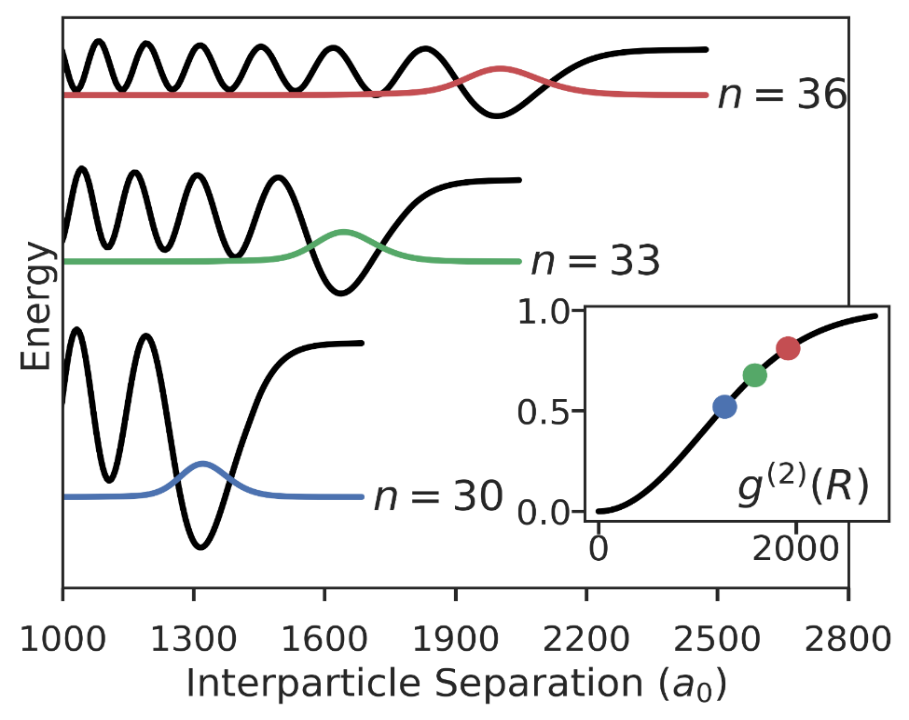 n = 36
n = 33
n = 30
Energy
1.0
0.5
0.0
g⁽²⁾(R)
0 2000
1000 1300 1600 1900 2200 2500 2800
Interparticle Separation (a₀)